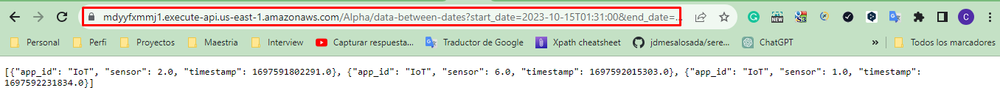 mdyyfxmmj1.execute-api.us-east-1.amazonaws.com/Alpha/data-between-dates?start_date=2023-10-15T01:31:00&end_date=...
NEW
C
Personal Perfi Proyectos Maestria Interview Capturar respuesta... Traductor de Google Xpath cheatsheet jdmesalosada/sere... ChatGPT » Todos los marcadores
[{"app_id": "IoT", "sensor": 2.0, "timestamp": 1697591802291.0}, {"app_id": "IoT", "sensor": 6.0, "timestamp": 1697592015303.0}, {"app_id": "IoT", "sensor": 1.0, "timestamp":
1697592231834.0}]